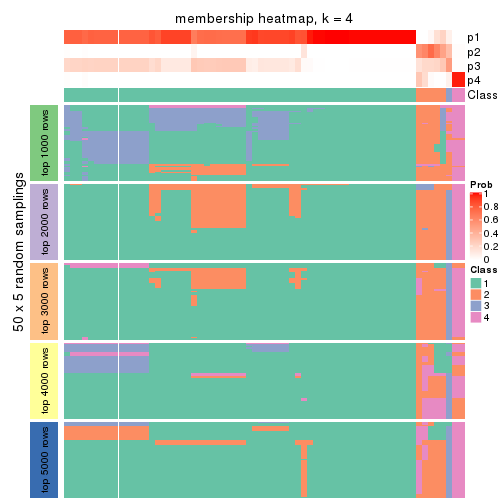 membership heatmap, k = 4
p1
p2
p3
p4
Class
50 x 5 random samplings
top 1000 rows
top 2000 rows
top 3000 rows
top 4000 rows
top 5000 rows
Prob
1
0.8
0.6
0.4
0.2
0
Class
1
2
3
4